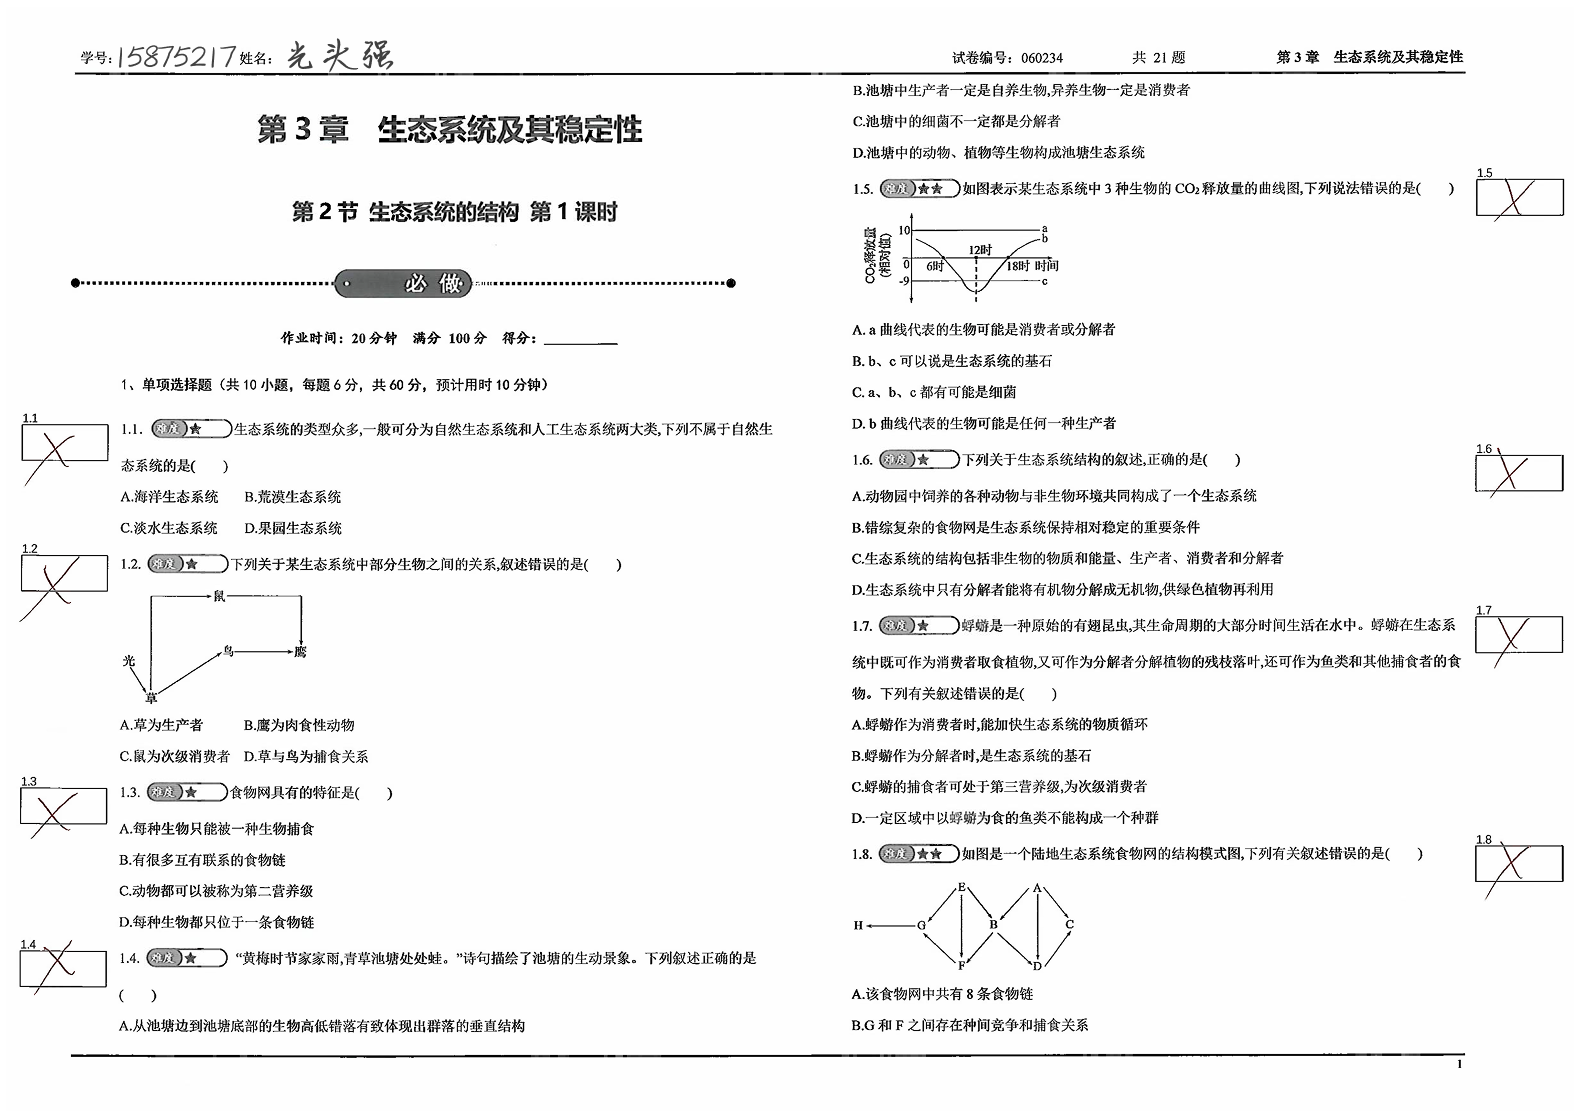 学号: 15875217 姓名: 光头强
试卷编号: 060234 共 21 题 第 3 章 生态系统及其稳定性
第 3 章 生态系统及其稳定性
第 2 节 生态系统的结构 第 1 课时
必 做
作业时间: 20 分钟 满分 100 分 得分:
1、单项选择题（共 10 小题，每题 6 分，共 60 分，预计用时 10 分钟）
1.1
1.1. 难度 ★ 生态系统的类型众多,一般可分为自然生态系统和人工生态系统两大类,下列不属于自然生
态系统的是( )
A.海洋生态系统 B.荒漠生态系统
C.淡水生态系统 D.果园生态系统
1.2
1.2. 难度 ★ 下列关于某生态系统中部分生物之间的关系,叙述错误的是( )
鼠
光 鸟 鹰
草
A.草为生产者 B.鹰为肉食性动物
C.鼠为次级消费者 D.草与鸟为捕食关系
1.3
1.3. 难度 ★ 食物网具有的特征是( )
A.每种生物只能被一种生物捕食
B.有很多互有联系的食物链
C.动物都可以被称为第二营养级
D.每种生物都只位于一条食物链
1.4
1.4. 难度 ★ “黄梅时节家家雨,青草池塘处处蛙。”诗句描绘了池塘的生动景象。下列叙述正确的是
( )
A.从池塘边到池塘底部的生物高低错落有致体现出群落的垂直结构
B.池塘中生产者一定是自养生物,异养生物一定是消费者
C.池塘中的细菌不一定都是分解者
D.池塘中的动物、植物等生物构成池塘生态系统
1.5
1.5. 难度 ★★ 如图表示某生态系统中 3 种生物的 CO₂ 释放量的曲线图,下列说法错误的是( )
CO₂释放量
(相对值)
10 a
b
12时
0 6时 18时 时间
-9 c
A. a 曲线代表的生物可能是消费者或分解者
B. b、c 可以说是生态系统的基石
C. a、b、c 都有可能是细菌
D. b 曲线代表的生物可能是任何一种生产者
1.6
1.6. 难度 ★ 下列关于生态系统结构的叙述,正确的是( )
A.动物园中饲养的各种动物与非生物环境共同构成了一个生态系统
B.错综复杂的食物网是生态系统保持相对稳定的重要条件
C.生态系统的结构包括非生物的物质和能量、生产者、消费者和分解者
D.生态系统中只有分解者能将有机物分解成无机物,供绿色植物再利用
1.7
1.7. 难度 ★ 蜉蝣是一种原始的有翅昆虫,其生命周期的大部分时间生活在水中。蜉蝣在生态系
统中既可作为消费者取食植物,又可作为分解者分解植物的残枝落叶,还可作为鱼类和其他捕食者的食
物。下列有关叙述错误的是( )
A.蜉蝣作为消费者时,能加快生态系统的物质循环
B.蜉蝣作为分解者时,是生态系统的基石
C.蜉蝣的捕食者可处于第三营养级,为次级消费者
D.一定区域中以蜉蝣为食的鱼类不能构成一个种群
1.8
1.8. 难度 ★★ 如图是一个陆地生态系统食物网的结构模式图,下列有关叙述错误的是( )
E A
H G B C
F D
A.该食物网中共有 8 条食物链
B.G 和 F 之间存在种间竞争和捕食关系
1